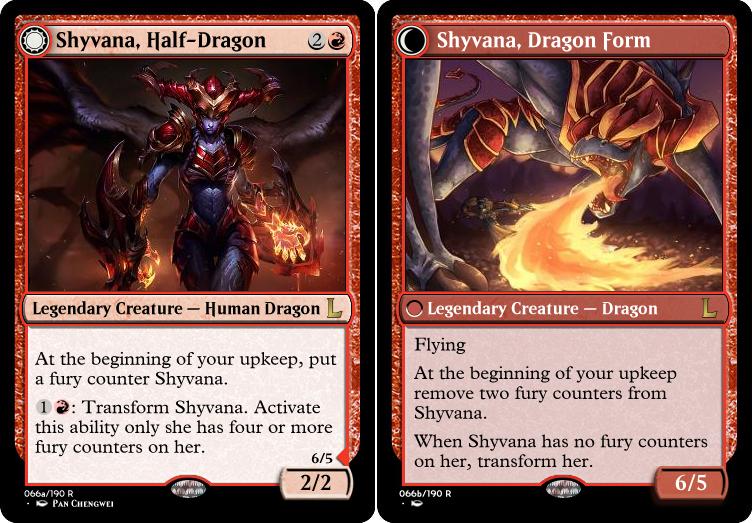 Shyvana, Half-Dragon 2
Legendary Creature — Human Dragon L
At the beginning of your upkeep, put
a fury counter Shyvana.
1 : Transform Shyvana. Activate
this ability only she has four or more
fury counters on her.
6/5
2/2
066a/190 R
· PAN CHENGWEI
Shyvana, Dragon Form
Legendary Creature — Dragon L
Flying
At the beginning of your upkeep
remove two fury counters from
Shyvana.
When Shyvana has no fury counters
on her, transform her.
6/5
066b/190 R